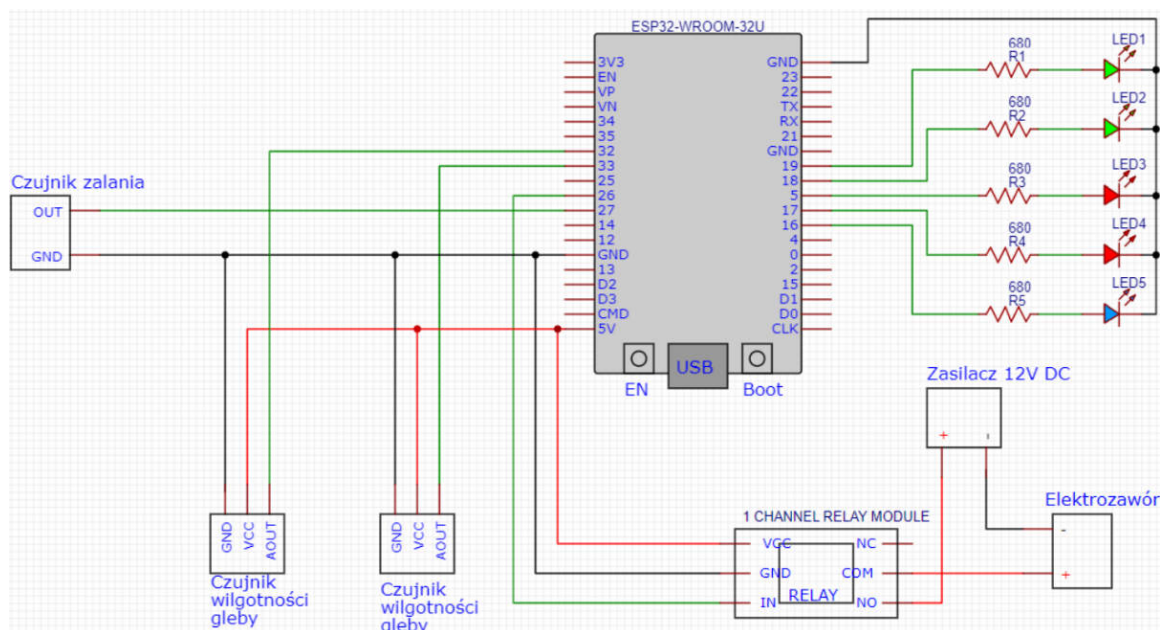 ESP32-WROOM-32U
3V3
EN
VP
VN
34
35
32
33
25
26
27
14
12
GND
13
D2
D3
CMD
5V
GND
23
22
TX
RX
21
GND
19
18
5
17
16
4
0
2
15
D1
D0
CLK
EN
USB
Boot
680
R1
LED1
680
R2
LED2
680
R3
LED3
680
R4
LED4
680
R5
LED5
Czujnik zalania
OUT
GND
GND
VCC
AOUT
Czujnik
wilgotności
gleby
GND
VCC
AOUT
Czujnik
wilgotności
gleby
Zasilacz 12V DC
+
-
Elektrozawór
-
+
1 CHANNEL RELAY MODULE
VCC
GND
IN
RELAY
NC
COM
NO